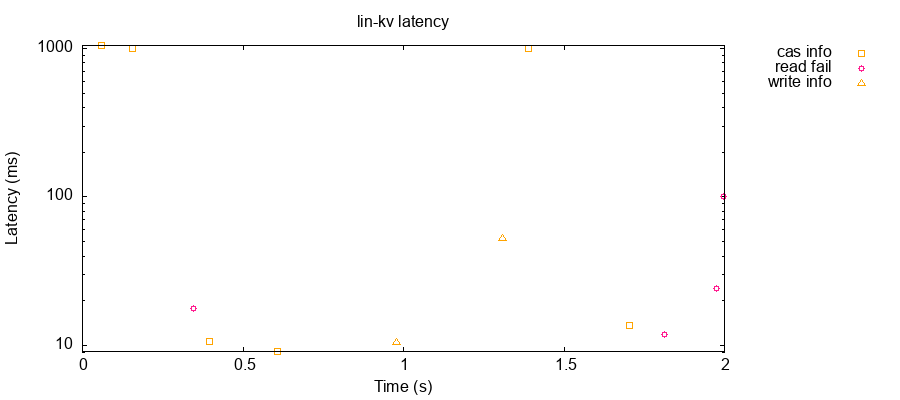 lin-kv latency
1000
100
10
Latency (ms)
0
0.5
1
1.5
2
Time (s)
cas info
read fail
write info